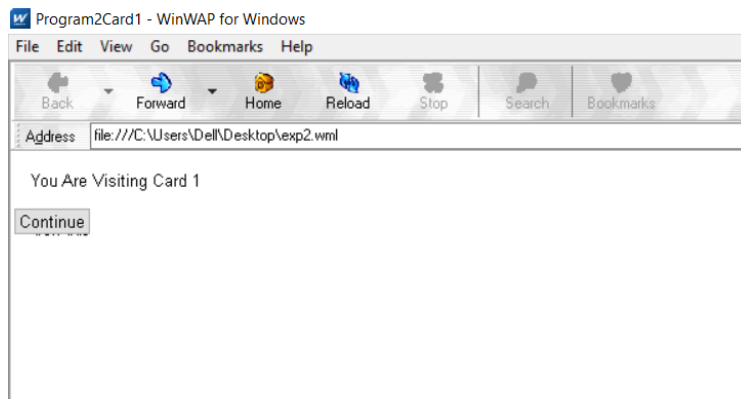 Program2Card1 - WinWAP for Windows
File Edit View Go Bookmarks Help
Back Forward Home Reload Stop Search Bookmarks
Address file:///C:\Users\Dell\Desktop\exp2.wml
You Are Visiting Card 1
Continue